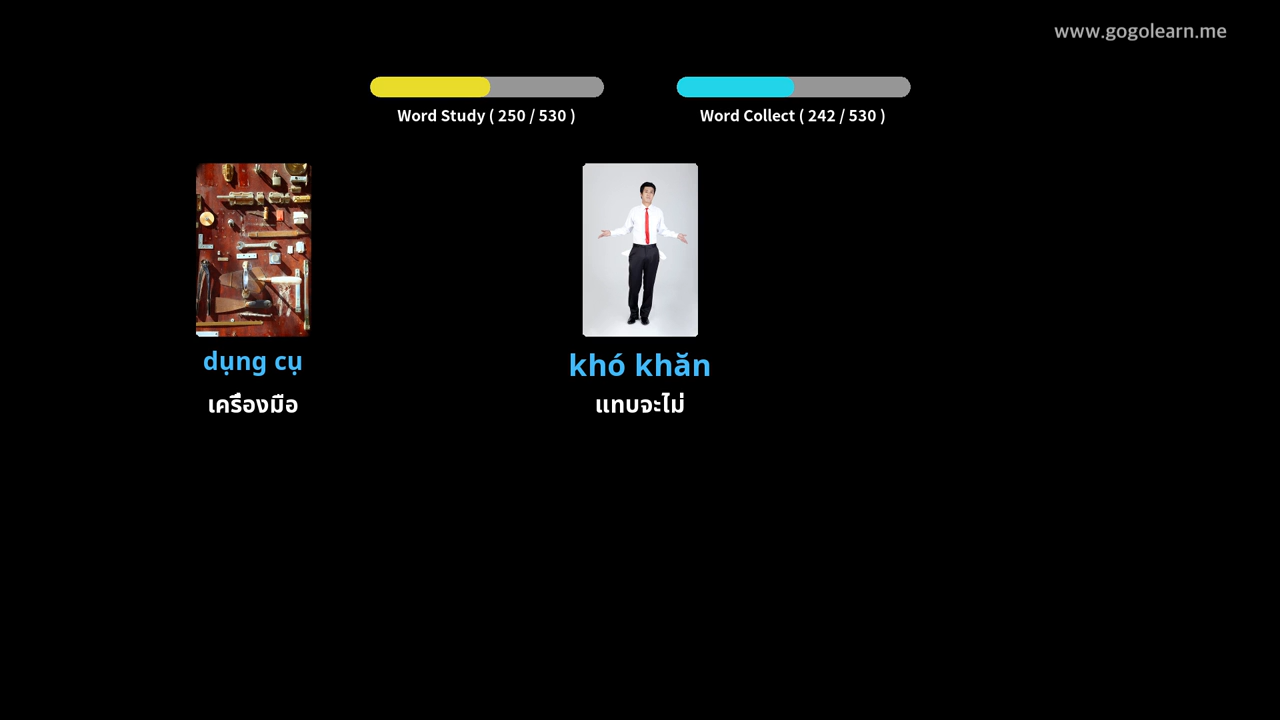 www.gogolearn.me
Word Study ( 250 / 530 )
Word Collect ( 242 / 530 )
dụng cụ
เครื่องมือ
khó khăn
แทบจะไม่